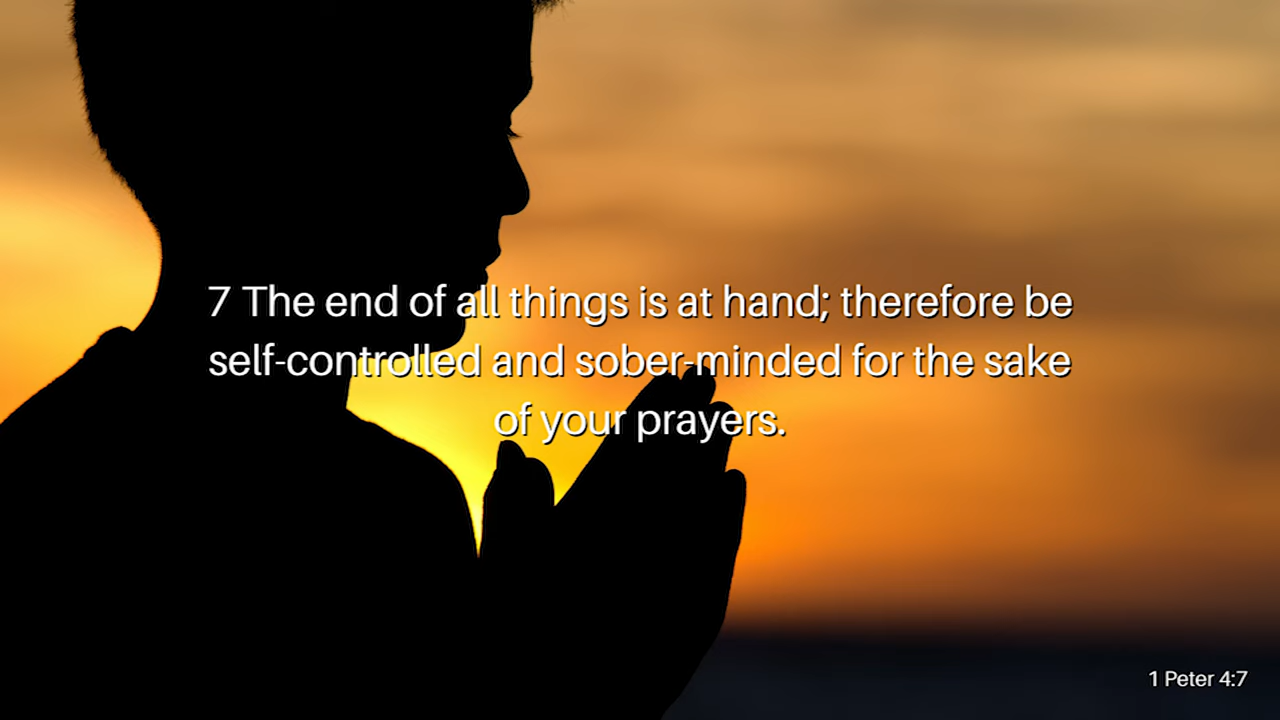 7 The end of all things is at hand; therefore be
self-controlled and sober-minded for the sake
of your prayers.
1 Peter 4:7